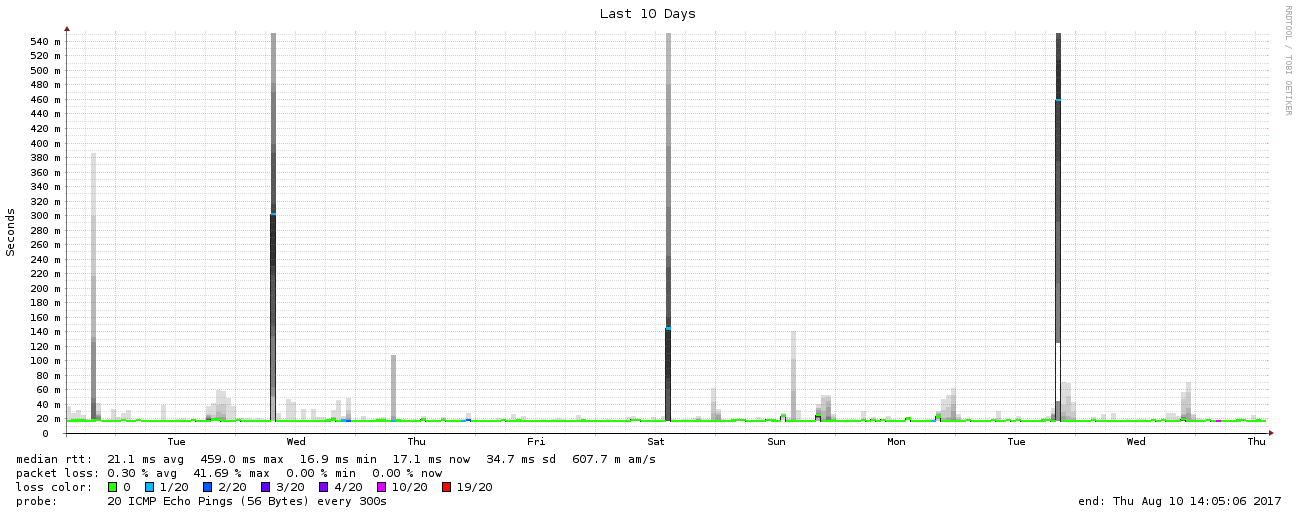 Last 10 Days
RRDTOOL / TOBI OETIKER
Seconds
540 m
520 m
500 m
480 m
460 m
440 m
420 m
400 m
380 m
360 m
340 m
320 m
300 m
280 m
260 m
240 m
220 m
200 m
180 m
160 m
140 m
120 m
100 m
80 m
60 m
40 m
20 m
0
Tue Wed Thu Fri Sat Sun Mon Tue Wed Thu
median rtt: 21.1 ms avg 459.0 ms max 16.9 ms min 17.1 ms now 34.7 ms sd 607.7 m am/s
packet loss: 0.30 % avg 41.69 % max 0.00 % min 0.00 % now
loss color: 0 1/20 2/20 3/20 4/20 10/20 19/20
probe: 20 ICMP Echo Pings (56 Bytes) every 300s end: Thu Aug 10 14:05:06 2017